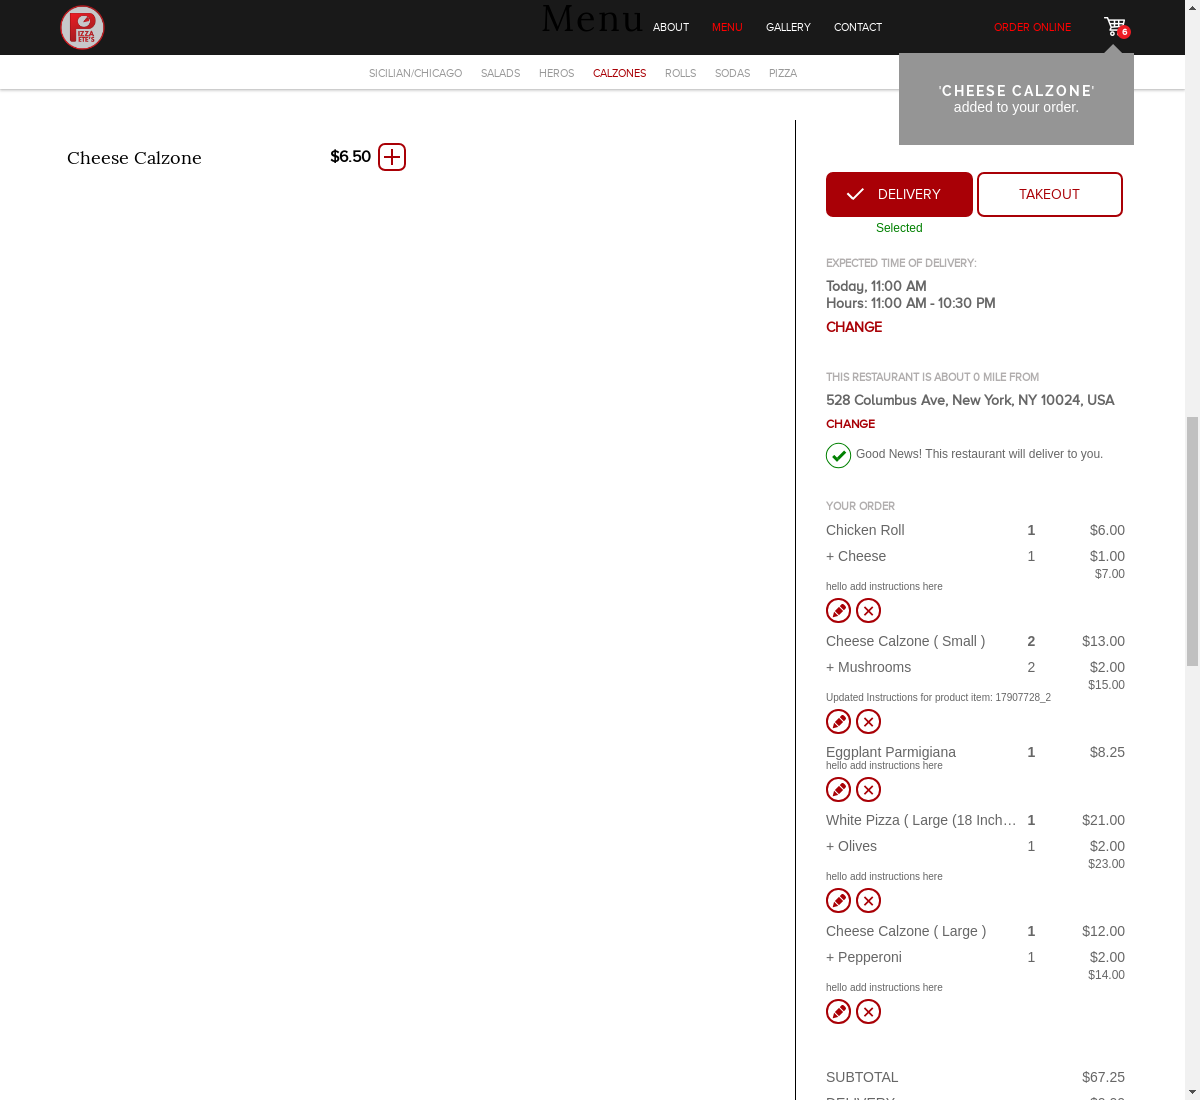 PIZZA
ETE'S
Menu
ABOUT
MENU
GALLERY
CONTACT
ORDER ONLINE
6
SICILIAN/CHICAGO
SALADS
HEROS
CALZONES
ROLLS
SODAS
PIZZA
'CHEESE CALZONE'
added to your order.
Cheese Calzone $6.50
DELIVERY
TAKEOUT
Selected
EXPECTED TIME OF DELIVERY:
Today, 11:00 AM
Hours: 11:00 AM - 10:30 PM
CHANGE
THIS RESTAURANT IS ABOUT 0 MILE FROM
528 Columbus Ave, New York, NY 10024, USA
CHANGE
Good News! This restaurant will deliver to you.
YOUR ORDER
Chicken Roll 1 $6.00
+ Cheese 1 $1.00
$7.00
hello add instructions here
Cheese Calzone ( Small ) 2 $13.00
+ Mushrooms 2 $2.00
$15.00
Updated Instructions for product item: 17907728_2
Eggplant Parmigiana 1 $8.25
hello add instructions here
White Pizza ( Large (18 Inch… 1 $21.00
+ Olives 1 $2.00
$23.00
hello add instructions here
Cheese Calzone ( Large ) 1 $12.00
+ Pepperoni 1 $2.00
$14.00
hello add instructions here
SUBTOTAL $67.25
DELIVERY